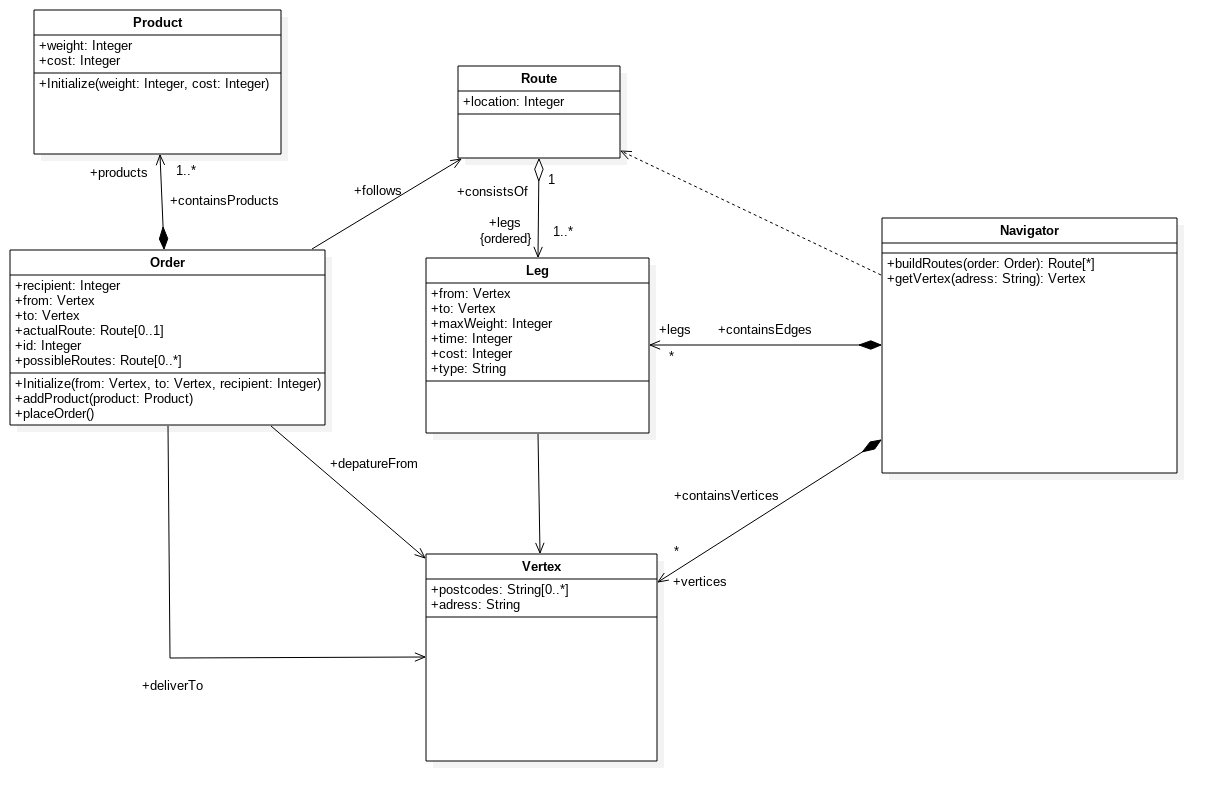 Product
+weight: Integer
+cost: Integer
+Initialize(weight: Integer, cost: Integer)
+products
1..*
+containsProducts
Route
+location: Integer
+follows
+consistsOf
1
+legs
{ordered}
1..*
Order
+recipient: Integer
+from: Vertex
+to: Vertex
+actualRoute: Route[0..1]
+id: Integer
+possibleRoutes: Route[0..*]
+Initialize(from: Vertex, to: Vertex, recipient: Integer)
+addProduct(product: Product)
+placeOrder()
Leg
+from: Vertex
+to: Vertex
+maxWeight: Integer
+time: Integer
+cost: Integer
+type: String
Navigator
+buildRoutes(order: Order): Route[*]
+getVertex(adress: String): Vertex
+legs
+containsEdges
*
+depatureFrom
+containsVertices
*
+vertices
Vertex
+postcodes: String[0..*]
+adress: String
+deliverTo